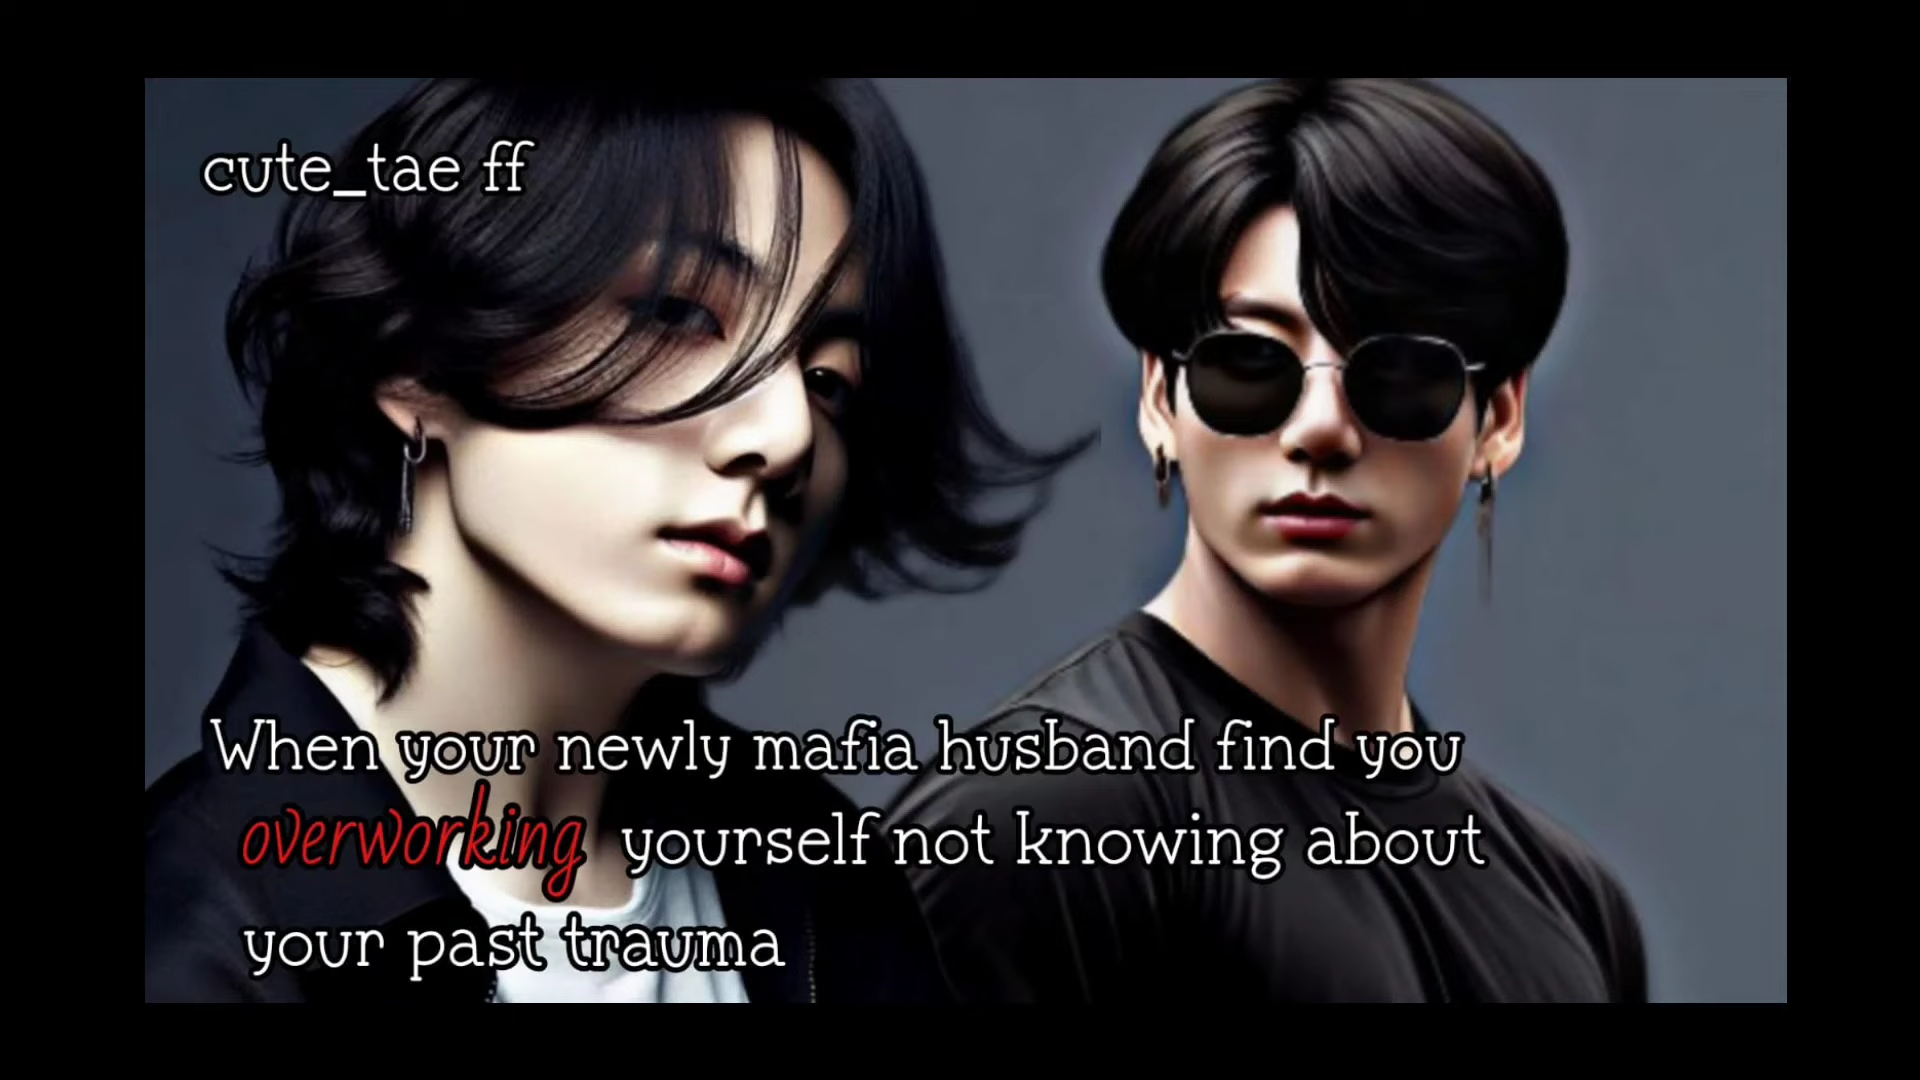 cute_tae ff
When your newly mafia husband find you
overworking yourself not knowing about
your past trauma